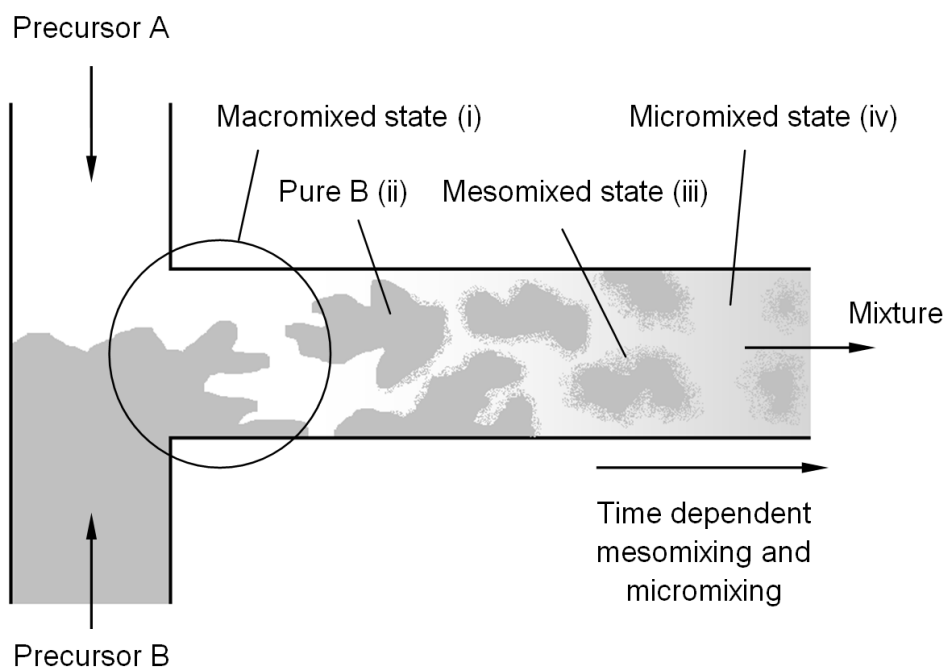 Precursor A
Macromixed state (i)
Micromixed state (iv)
Pure B (ii)
Mesomixed state (iii)
Mixture
Time dependent
mesomixing and
micromixing
Precursor B